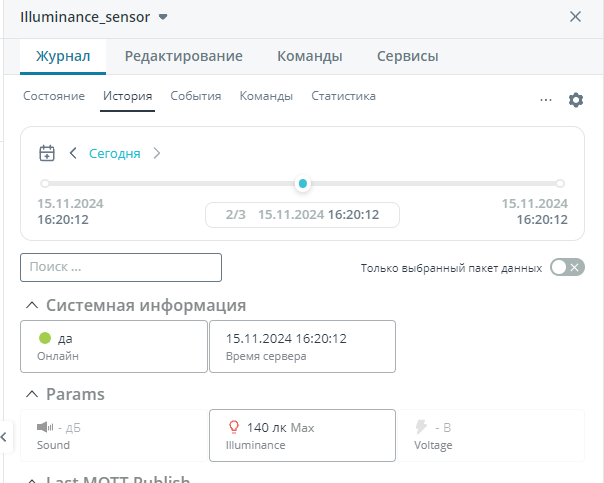 Illuminance_sensor
Журнал Редактирование Команды Сервисы
Состояние История События Команды Статистика ...
Сегодня
15.11.2024 15.11.2024
16:20:12 2/3 15.11.2024 16:20:12 16:20:12
Поиск ... Только выбранный пакет данных
Системная информация
да 15.11.2024 16:20:12
Онлайн Время сервера
Params
- дБ 140 лк Max - В
Sound Illuminance Voltage
Last MQTT Publish